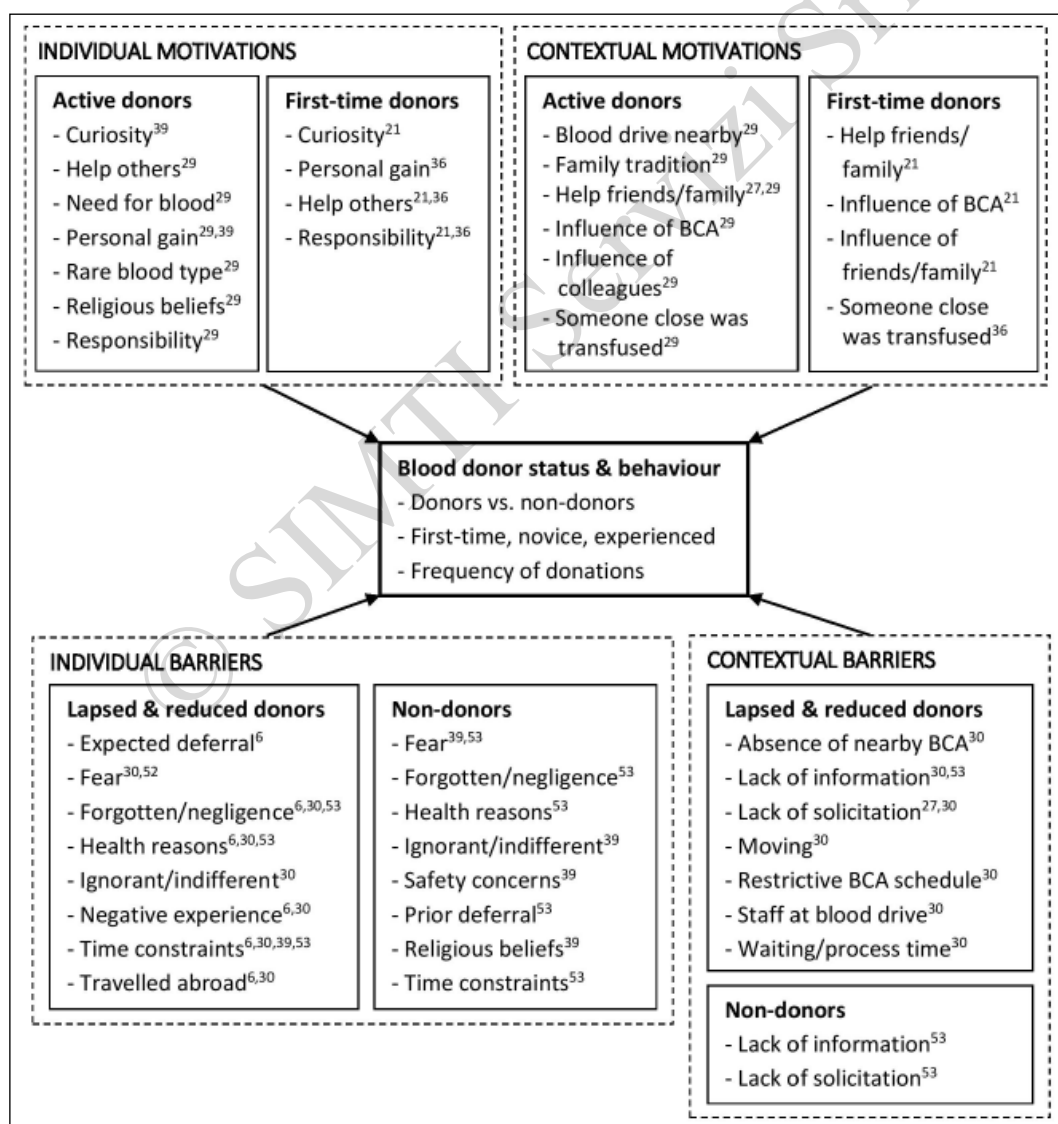 INDIVIDUAL MOTIVATIONS
Active donors
- Curiosity39
- Help others29
- Need for blood29
- Personal gain29,39
- Rare blood type29
- Religious beliefs29
- Responsibility29
First-time donors
- Curiosity21
- Personal gain36
- Help others21,36
- Responsibility21,36
CONTEXTUAL MOTIVATIONS
Active donors
- Blood drive nearby29
- Family tradition29
- Help friends/family27,29
- Influence of BCA29
- Influence of
colleagues29
- Someone close was
transfused29
First-time donors
- Help friends/
family21
- Influence of BCA21
- Influence of
friends/family21
- Someone close
was transfused36
Blood donor status & behaviour
- Donors vs. non-donors
- First-time, novice, experienced
- Frequency of donations
INDIVIDUAL BARRIERS
Lapsed & reduced donors
- Expected deferral6
- Fear30,52
- Forgotten/negligence6,30,53
- Health reasons6,30,53
- Ignorant/indifferent30
- Negative experience6,30
- Time constraints6,30,39,53
- Travelled abroad6,30
Non-donors
- Fear39,53
- Forgotten/negligence53
- Health reasons53
- Ignorant/indifferent39
- Safety concerns39
- Prior deferral53
- Religious beliefs39
- Time constraints53
CONTEXTUAL BARRIERS
Lapsed & reduced donors
- Absence of nearby BCA30
- Lack of information30,53
- Lack of solicitation27,30
- Moving30
- Restrictive BCA schedule30
- Staff at blood drive30
- Waiting/process time30
Non-donors
- Lack of information53
- Lack of solicitation53
© SIMTI Servizi